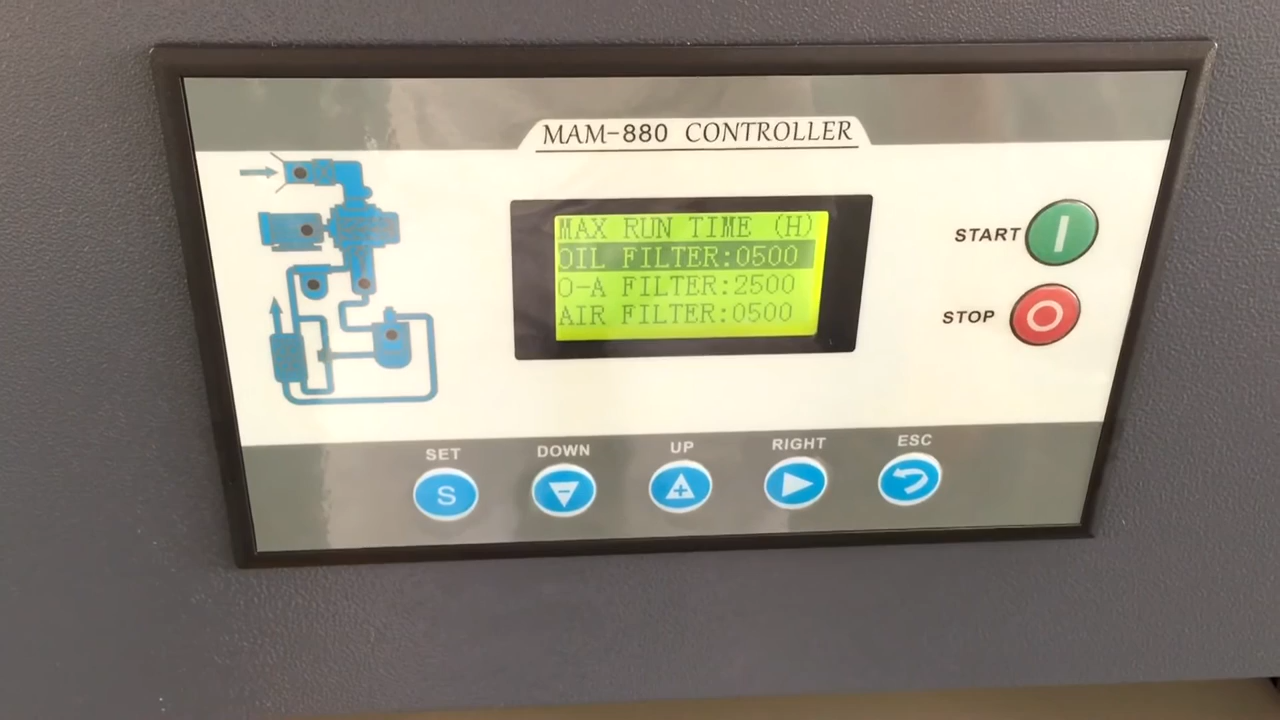 MAM-880 CONTROLLER
MAX RUN TIME (H)
OIL FILTER:0500
O-A FILTER:2500
AIR FILTER:0500
START
STOP
SET
DOWN
UP
RIGHT
ESC
S